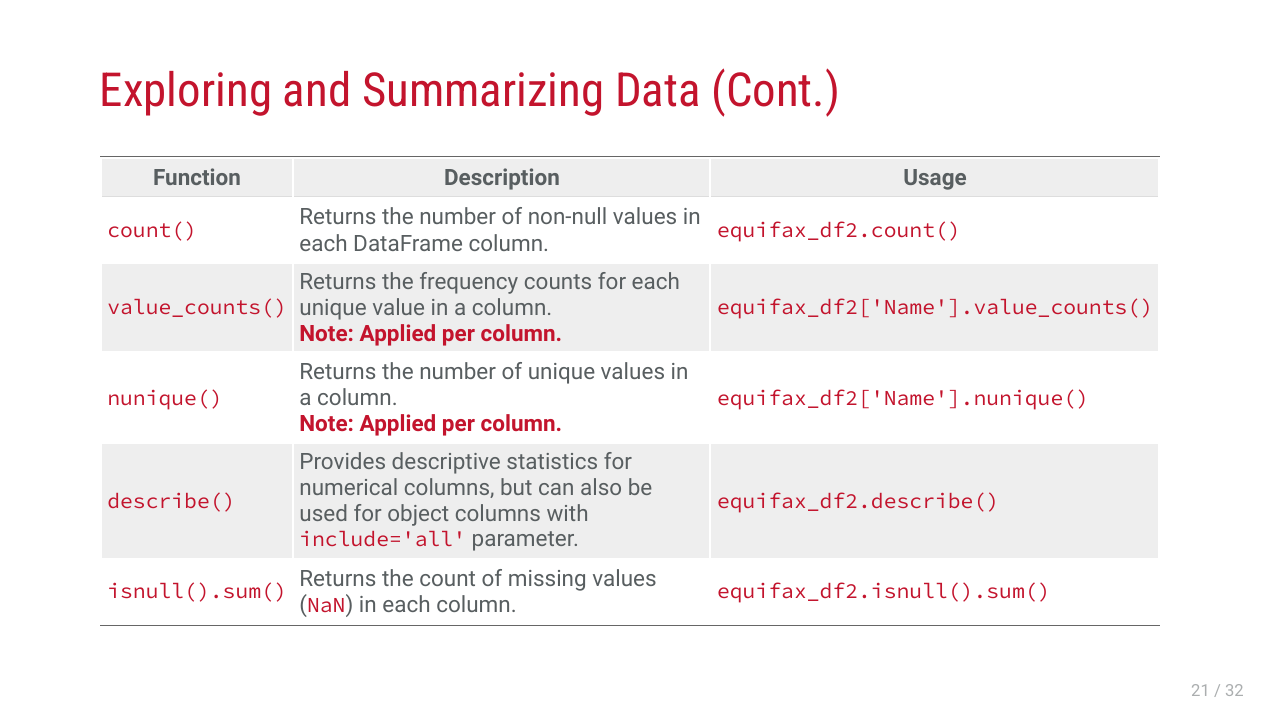 Exploring and Summarizing Data (Cont.)
Function
Description
Usage
count()
Returns the number of non-null values in
each DataFrame column.
equifax_df2.count()
value_counts()
Returns the frequency counts for each
unique value in a column.
Note: Applied per column.
equifax_df2['Name'].value_counts()
nunique()
Returns the number of unique values in
a column.
Note: Applied per column.
equifax_df2['Name'].nunique()
describe()
Provides descriptive statistics for
numerical columns, but can also be
used for object columns with
include='all' parameter.
equifax_df2.describe()
isnull().sum()
Returns the count of missing values
(NaN) in each column.
equifax_df2.isnull().sum()
21 / 32